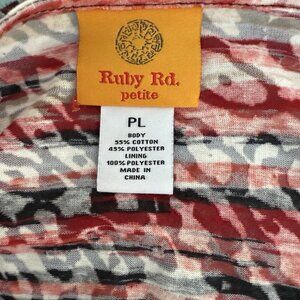 Ruby Rd.
petite
PL
BODY
55% COTTON
45% POLYESTER
LINING
100% POLYESTER
MADE IN
CHINA